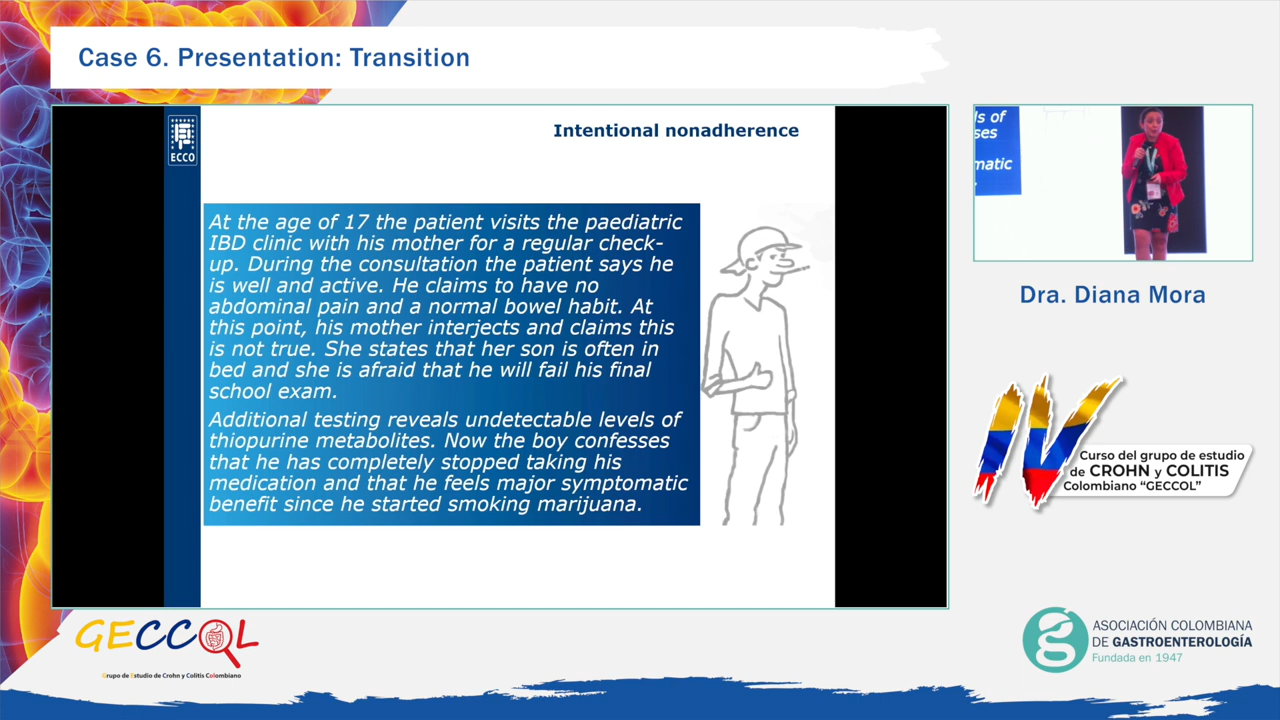 Case 6. Presentation: Transition
ECCO
Intentional nonadherence
At the age of 17 the patient visits the paediatric
IBD clinic with his mother for a regular check-
up. During the consultation the patient says he
is well and active. He claims to have no
abdominal pain and a normal bowel habit. At
this point, his mother interjects and claims this
is not true. She states that her son is often in
bed and she is afraid that he will fail his final
school exam.
Additional testing reveals undetectable levels of
thiopurine metabolites. Now the boy confesses
that he has completely stopped taking his
medication and that he feels major symptomatic
benefit since he started smoking marijuana.
ls of
ses
matic
Dra. Diana Mora
IV
Curso del grupo de estudio
de CROHN y COLITIS
Colombiano “GECCOL”
GECCOL
Grupo de Estudio de Crohn y Colitis Colombiano
ASOCIACIÓN COLOMBIANA
DE GASTROENTEROLOGÍA
Fundada en 1947